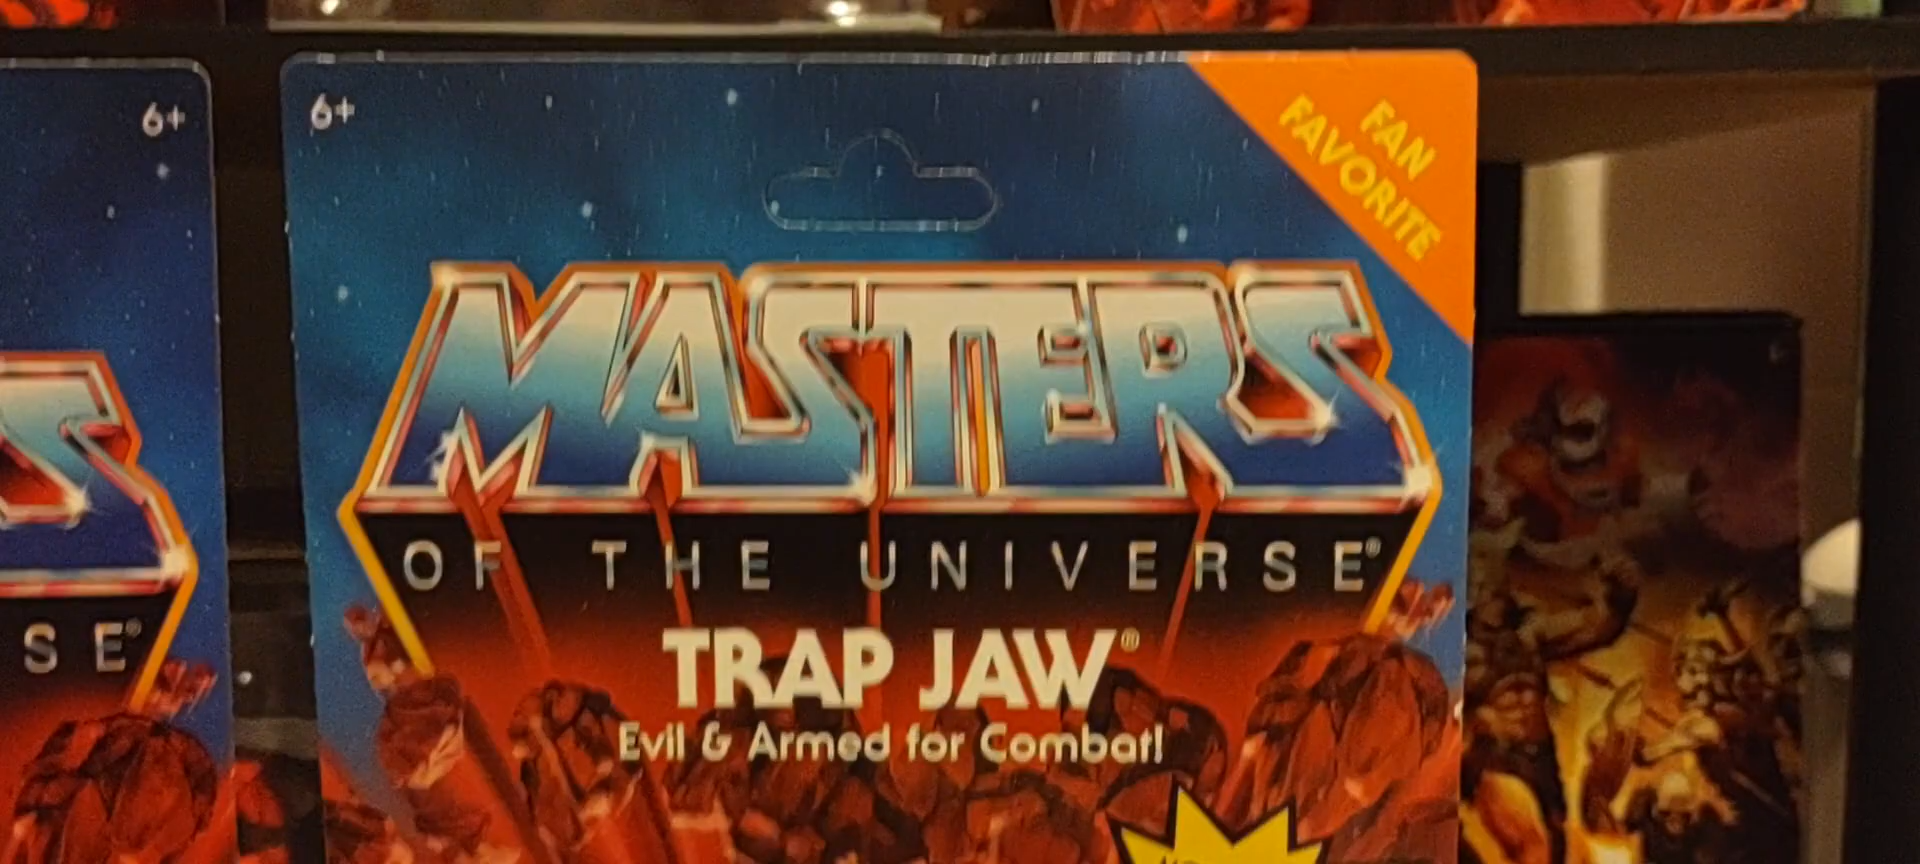 6+
6+
FAN
FAVORITE
MASTERS
OF THE UNIVERSE®
S E®
TRAP JAW®
Evil & Armed for Combat!